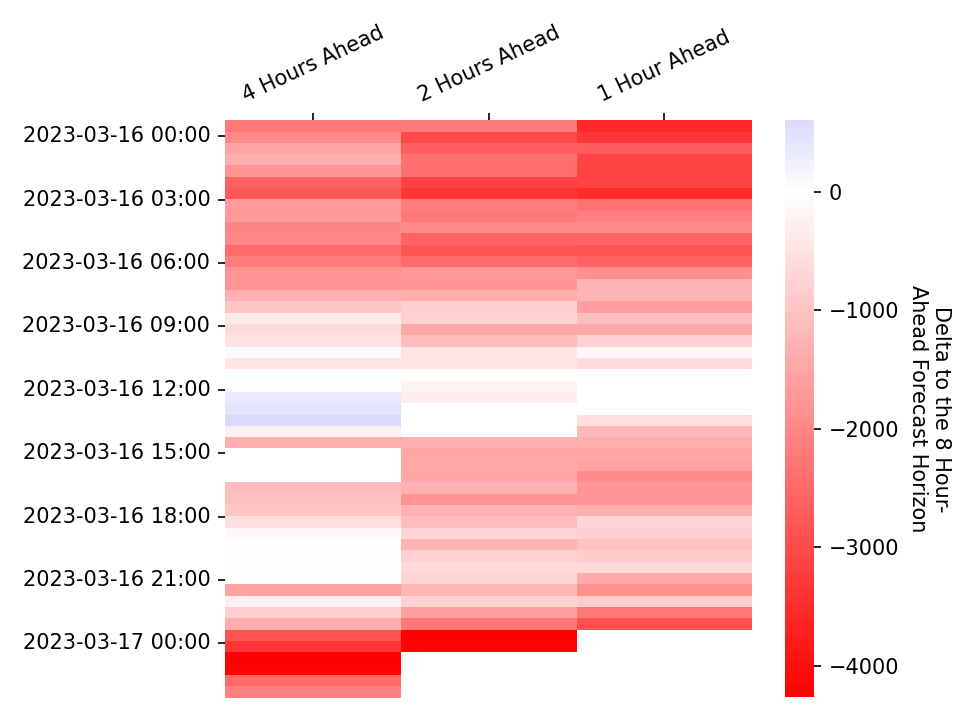 4 Hours Ahead
2 Hours Ahead
1 Hour Ahead
2023-03-16 00:00
2023-03-16 03:00
2023-03-16 06:00
2023-03-16 09:00
2023-03-16 12:00
2023-03-16 15:00
2023-03-16 18:00
2023-03-16 21:00
2023-03-17 00:00
0
−1000
−2000
−3000
−4000
Delta to the 8 Hour-
Ahead Forecast Horizon